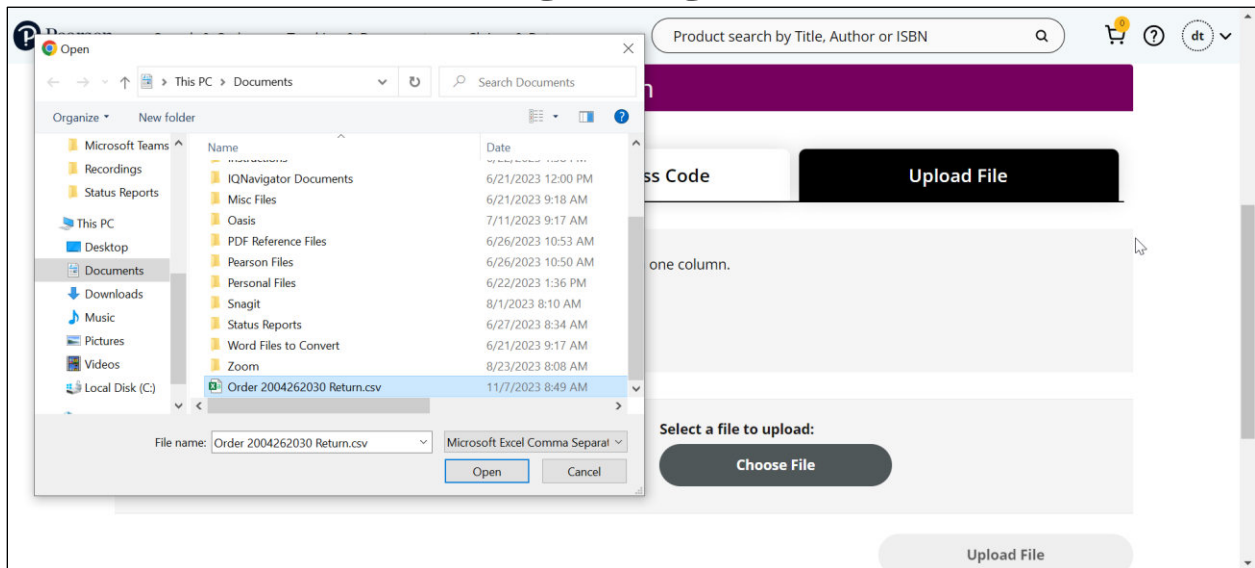 Open
Product search by Title, Author or ISBN
0
dt
This PC > Documents
Search Documents
Organize
New folder
Microsoft Teams
Recordings
Status Reports
This PC
Desktop
Documents
Downloads
Music
Pictures
Videos
Local Disk (C:)
Name Date
IQNavigator Documents 6/21/2023 12:00 PM
Misc Files 6/21/2023 9:18 AM
Oasis 7/11/2023 9:17 AM
PDF Reference Files 6/26/2023 10:53 AM
Pearson Files 6/26/2023 10:50 AM
Personal Files 6/22/2023 1:36 PM
Snagit 8/1/2023 8:10 AM
Status Reports 6/27/2023 8:34 AM
Word Files to Convert 6/21/2023 9:17 AM
Zoom 8/23/2023 8:08 AM
Order 2004262030 Return.csv 11/7/2023 8:49 AM
File name: Order 2004262030 Return.csv
Microsoft Excel Comma Separat
Open Cancel
ss Code
Upload File
one column.
Select a file to upload:
Choose File
Upload File